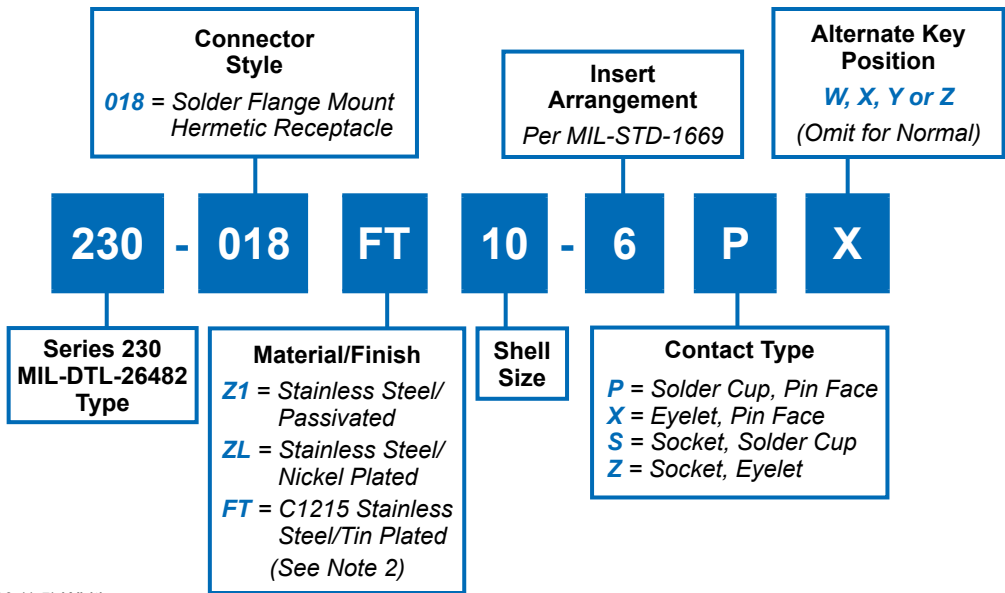 Connector
Style
018 = Solder Flange Mount
Hermetic Receptacle
Insert
Arrangement
Per MIL-STD-1669
Alternate Key
Position
W, X, Y or Z
(Omit for Normal)
230 - 018 FT 10 - 6 P X
Series 230
MIL-DTL-26482
Type
Material/Finish
Z1 = Stainless Steel/
Passivated
ZL = Stainless Steel/
Nickel Plated
FT = C1215 Stainless
Steel/Tin Plated
(See Note 2)
Shell
Size
Contact Type
P = Solder Cup, Pin Face
X = Eyelet, Pin Face
S = Socket, Solder Cup
Z = Socket, Eyelet